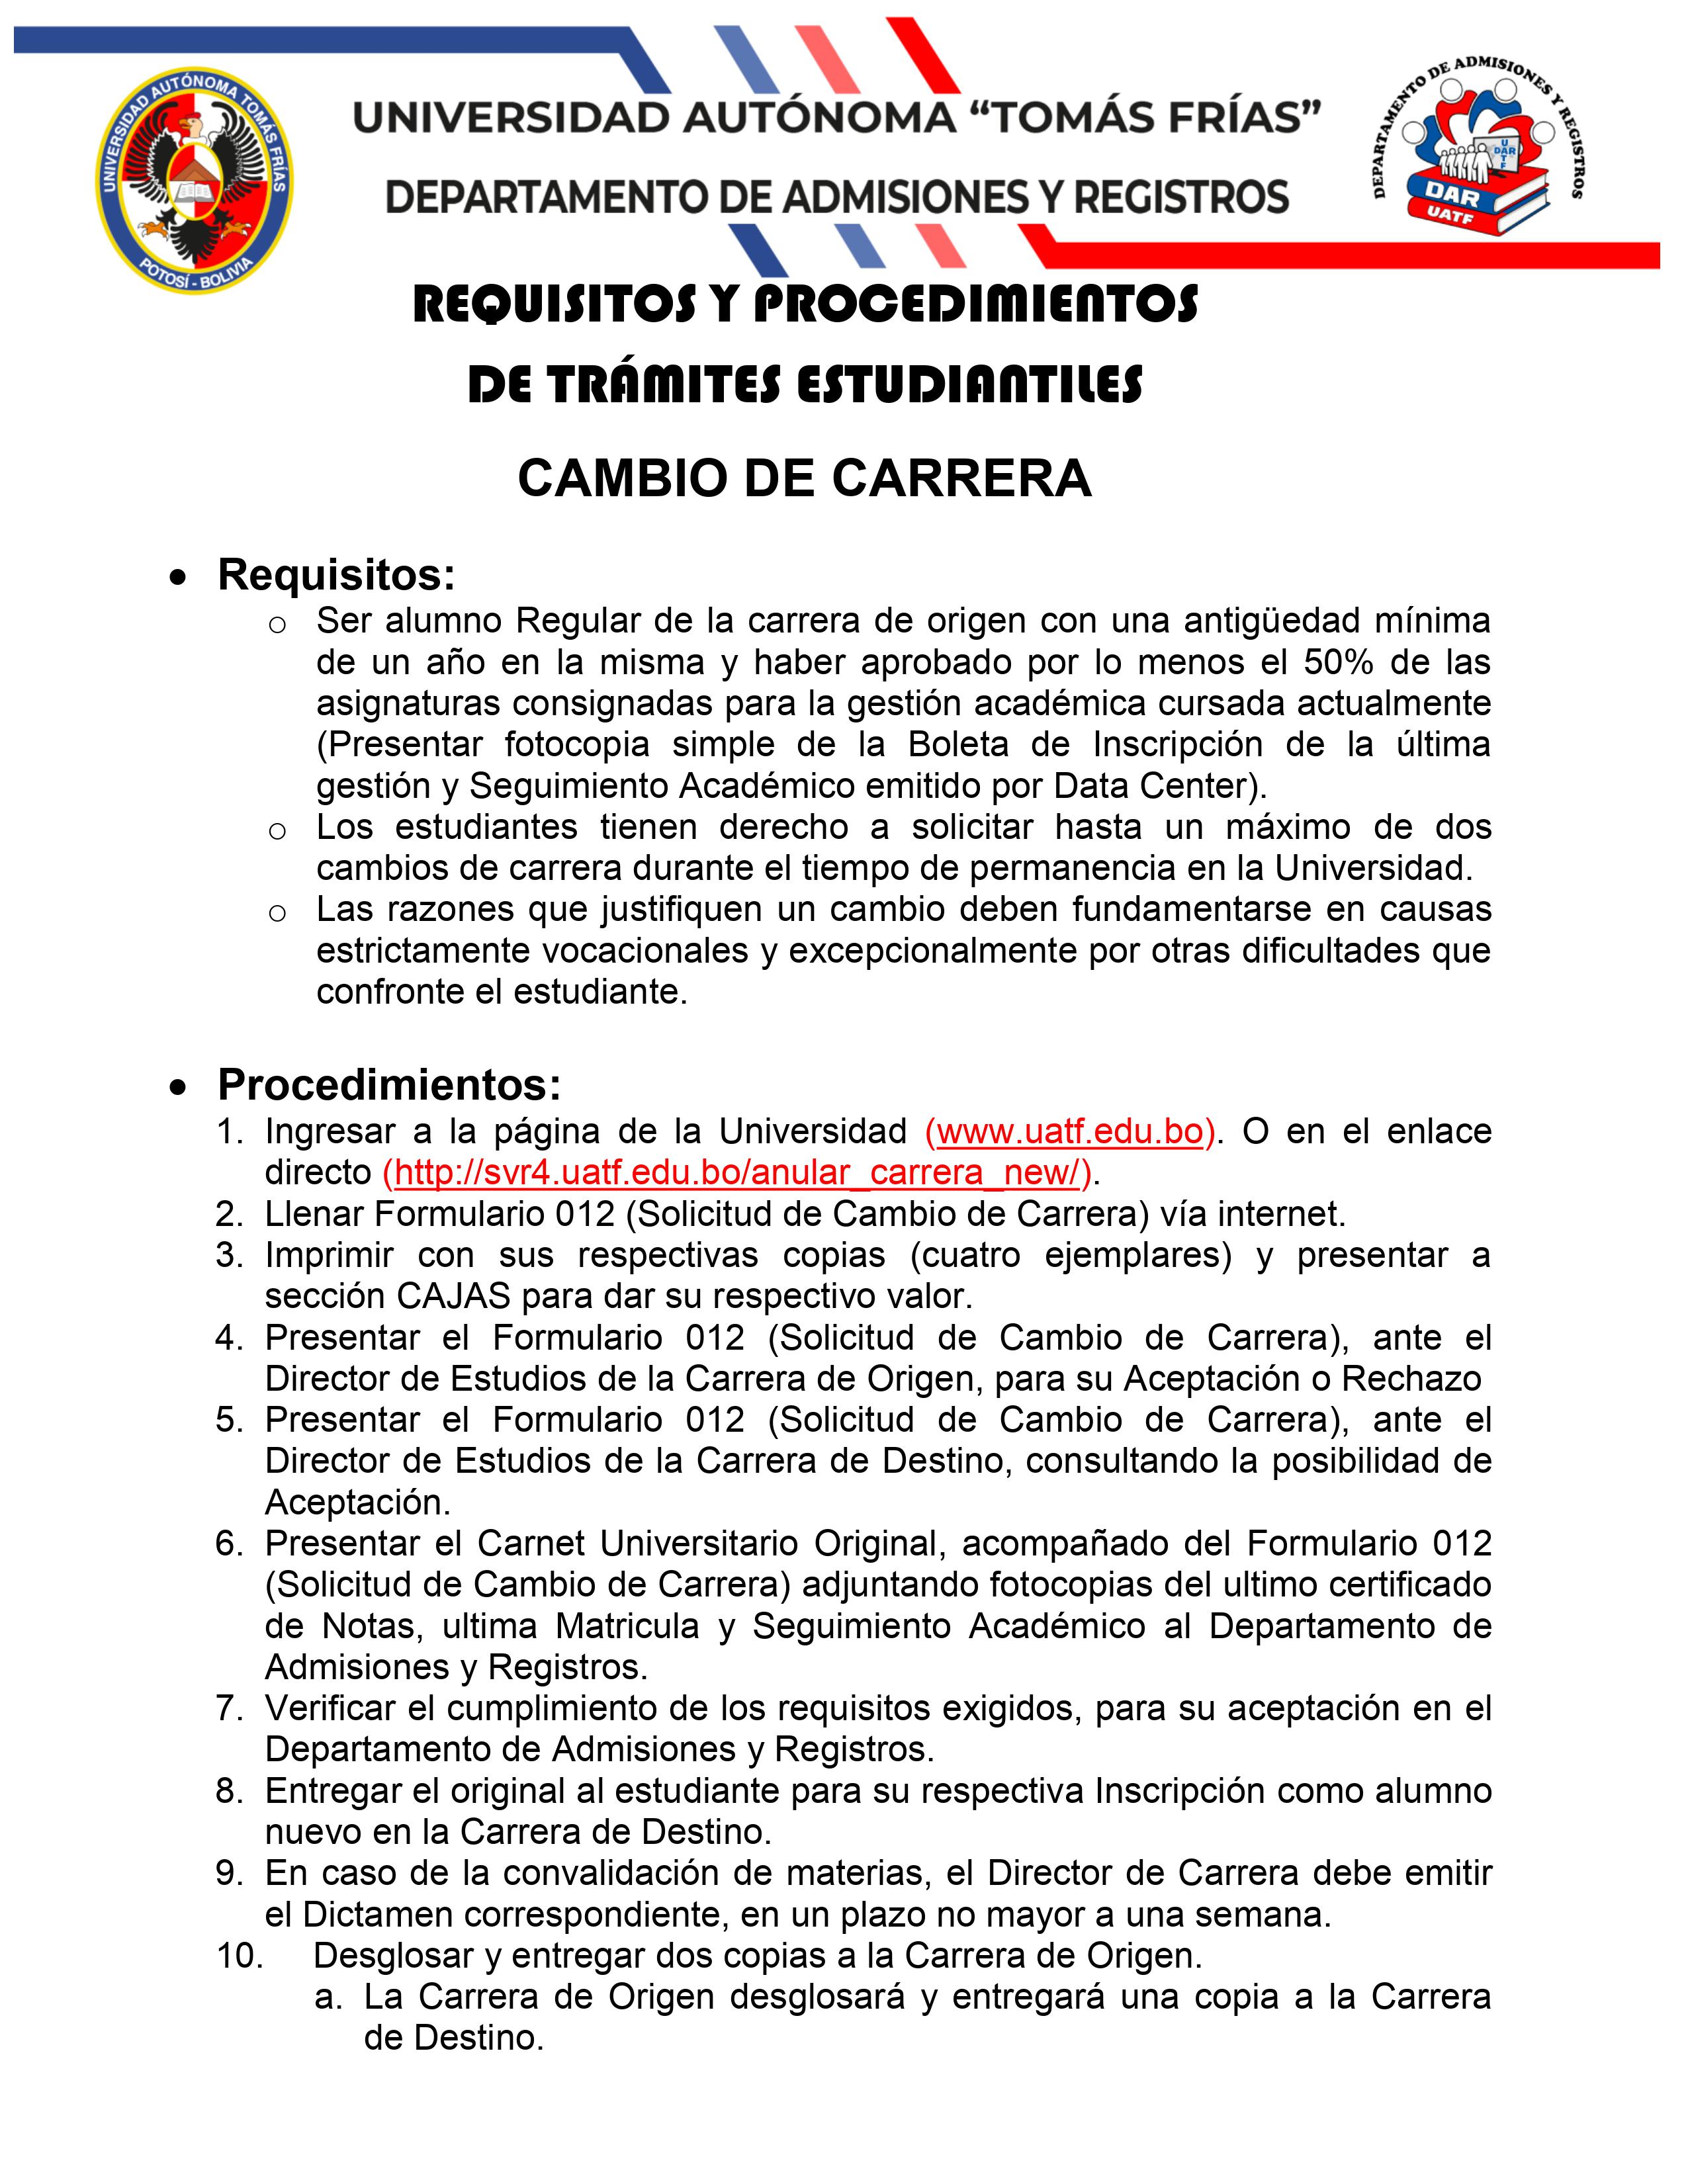 UNIVERSIDAD AUTÓNOMA “TOMÁS FRÍAS”
DEPARTAMENTO DE ADMISIONES Y REGISTROS
UNIVERSIDAD AUTÓNOMA TOMÁS FRÍAS
POTOSÍ - BOLIVIA
DEPARTAMENTO DE ADMISIONES Y REGISTROS
U
DAR
T
F
DAR
UATF
REQUISITOS Y PROCEDIMIENTOS
DE TRÁMITES ESTUDIANTILES
CAMBIO DE CARRERA
• Requisitos:
o Ser alumno Regular de la carrera de origen con una antigüedad mínima
de un año en la misma y haber aprobado por lo menos el 50% de las
asignaturas consignadas para la gestión académica cursada actualmente
(Presentar fotocopia simple de la Boleta de Inscripción de la última
gestión y Seguimiento Académico emitido por Data Center).
o Los estudiantes tienen derecho a solicitar hasta un máximo de dos
cambios de carrera durante el tiempo de permanencia en la Universidad.
o Las razones que justifiquen un cambio deben fundamentarse en causas
estrictamente vocacionales y excepcionalmente por otras dificultades que
confronte el estudiante.
• Procedimientos:
1. Ingresar a la página de la Universidad (www.uatf.edu.bo). O en el enlace
directo (http://svr4.uatf.edu.bo/anular_carrera_new/).
2. Llenar Formulario 012 (Solicitud de Cambio de Carrera) vía internet.
3. Imprimir con sus respectivas copias (cuatro ejemplares) y presentar a
sección CAJAS para dar su respectivo valor.
4. Presentar el Formulario 012 (Solicitud de Cambio de Carrera), ante el
Director de Estudios de la Carrera de Origen, para su Aceptación o Rechazo
5. Presentar el Formulario 012 (Solicitud de Cambio de Carrera), ante el
Director de Estudios de la Carrera de Destino, consultando la posibilidad de
Aceptación.
6. Presentar el Carnet Universitario Original, acompañado del Formulario 012
(Solicitud de Cambio de Carrera) adjuntando fotocopias del ultimo certificado
de Notas, ultima Matricula y Seguimiento Académico al Departamento de
Admisiones y Registros.
7. Verificar el cumplimiento de los requisitos exigidos, para su aceptación en el
Departamento de Admisiones y Registros.
8. Entregar el original al estudiante para su respectiva Inscripción como alumno
nuevo en la Carrera de Destino.
9. En caso de la convalidación de materias, el Director de Carrera debe emitir
el Dictamen correspondiente, en un plazo no mayor a una semana.
10. Desglosar y entregar dos copias a la Carrera de Origen.
a. La Carrera de Origen desglosará y entregará una copia a la Carrera
de Destino.